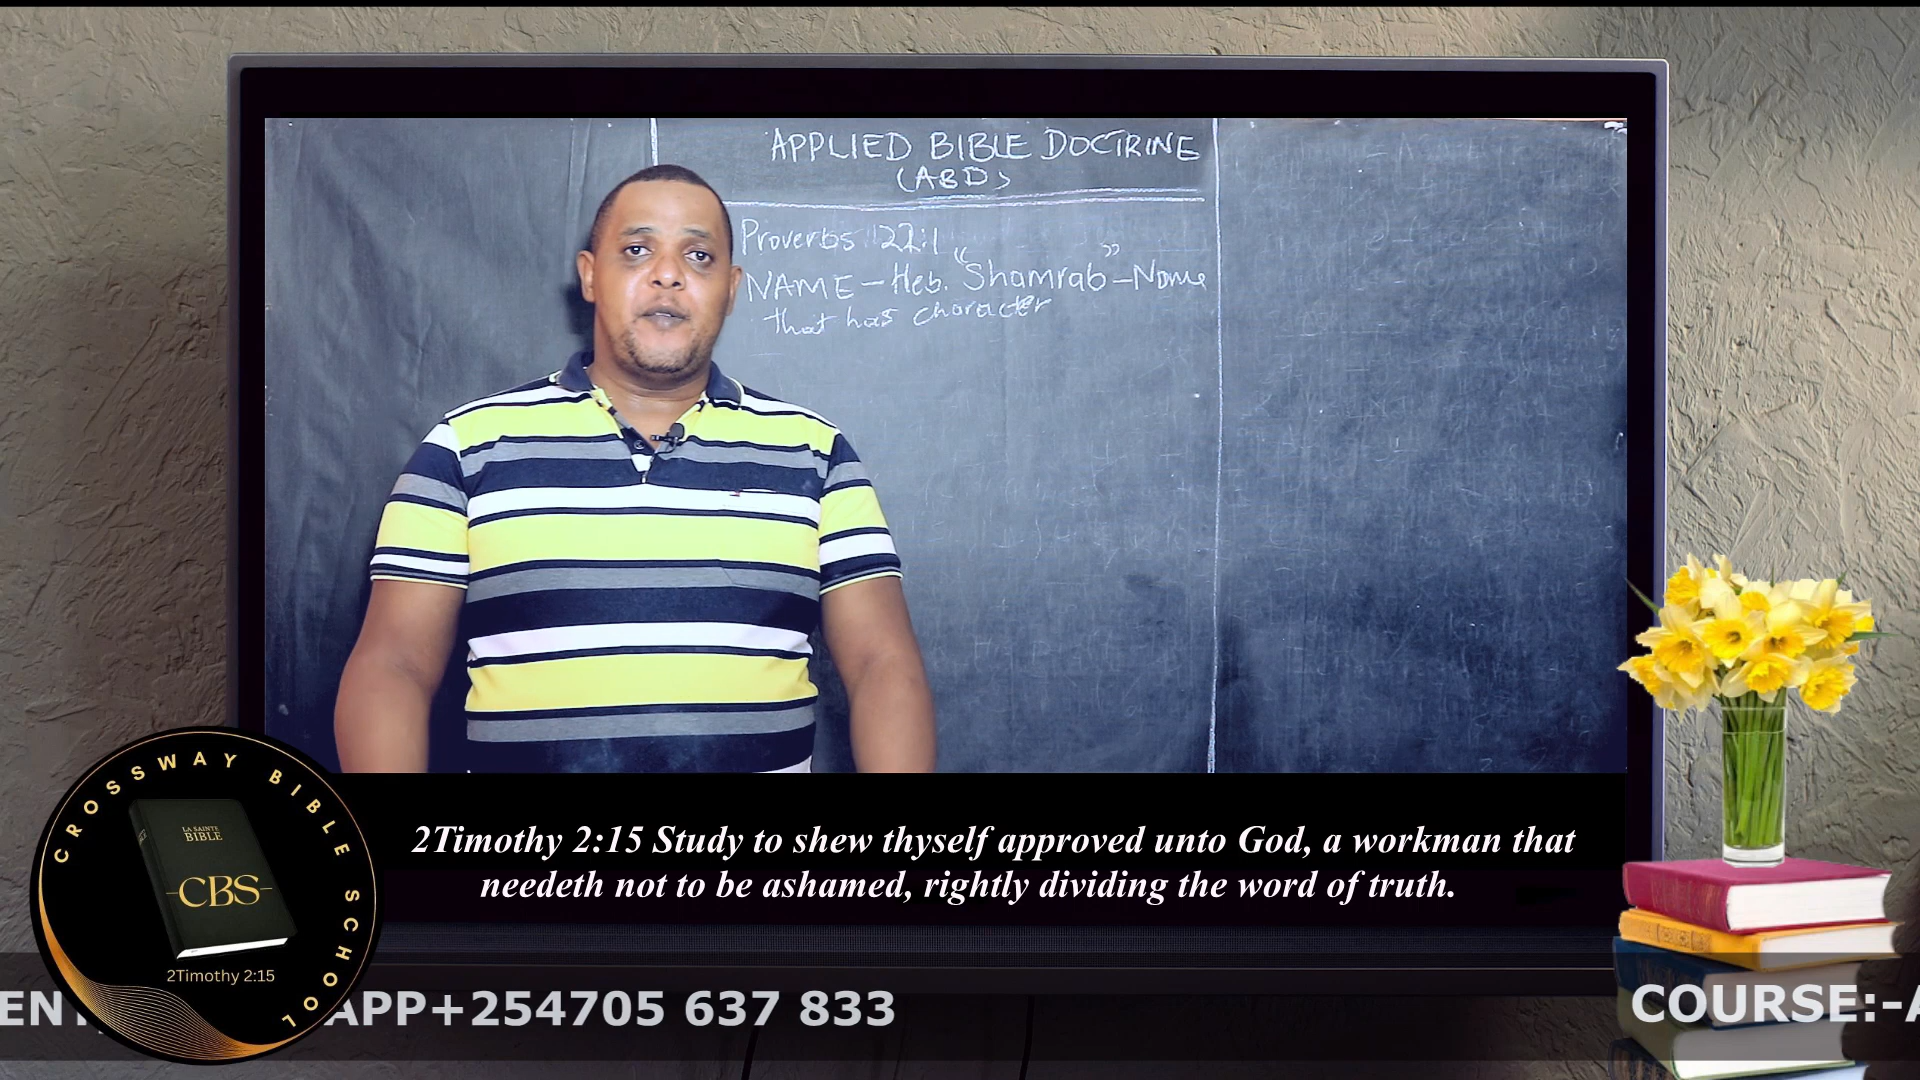 APPLIED BIBLE DOCTRINE
(ABD)
Proverbs 22:1
NAME - Heb. "Shamrab" - Name
that has character
2Timothy 2:15 Study to shew thyself approved unto God, a workman that
needeth not to be ashamed, rightly dividing the word of truth.
CROSSWAY BIBLE SCHOOL
LA SAINTE
BIBLE
-CBS-
2Timothy 2:15
APP+254705 637 833
COURSE:-A